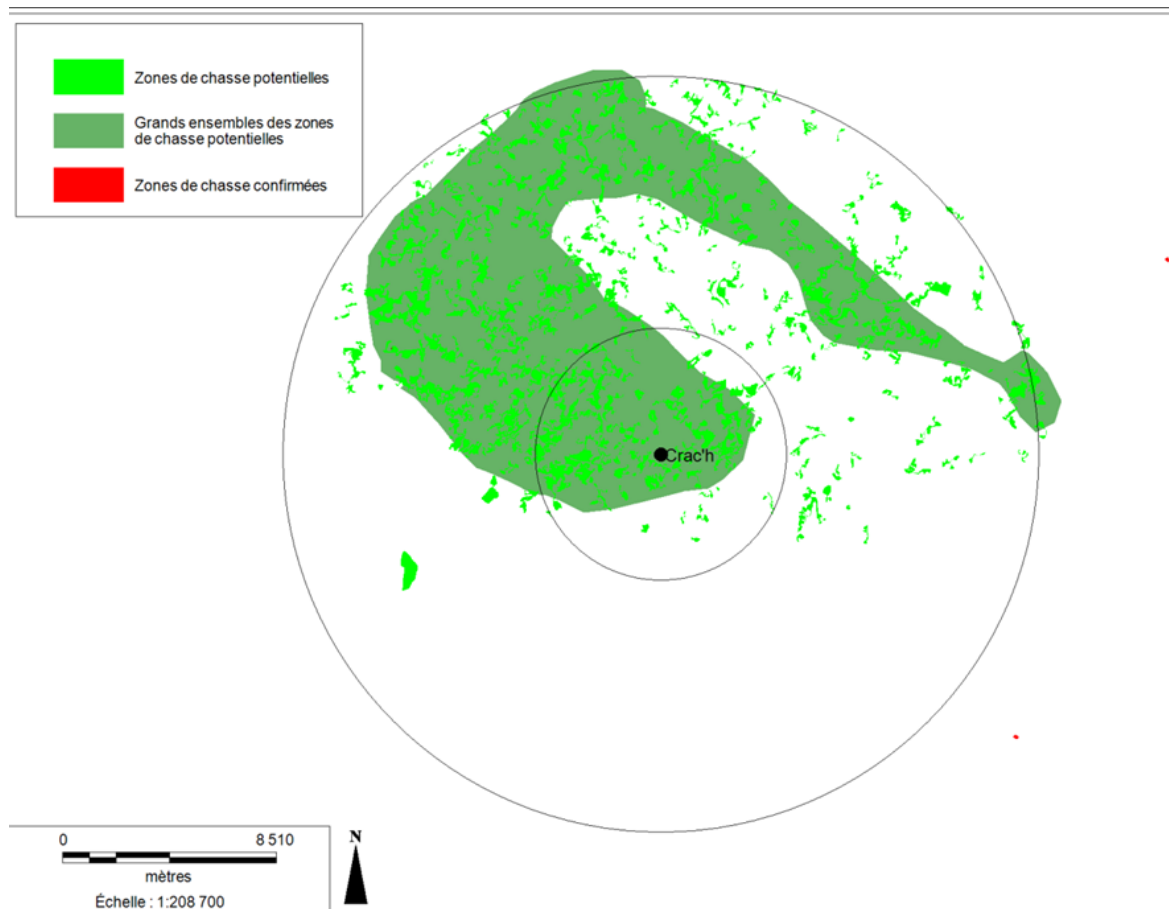 Zones de chasse potentielles
Grands ensembles des zones
de chasse potentielles
Zones de chasse confirmées
Crac'h
N
0 8 510
mètres
Échelle : 1:208 700